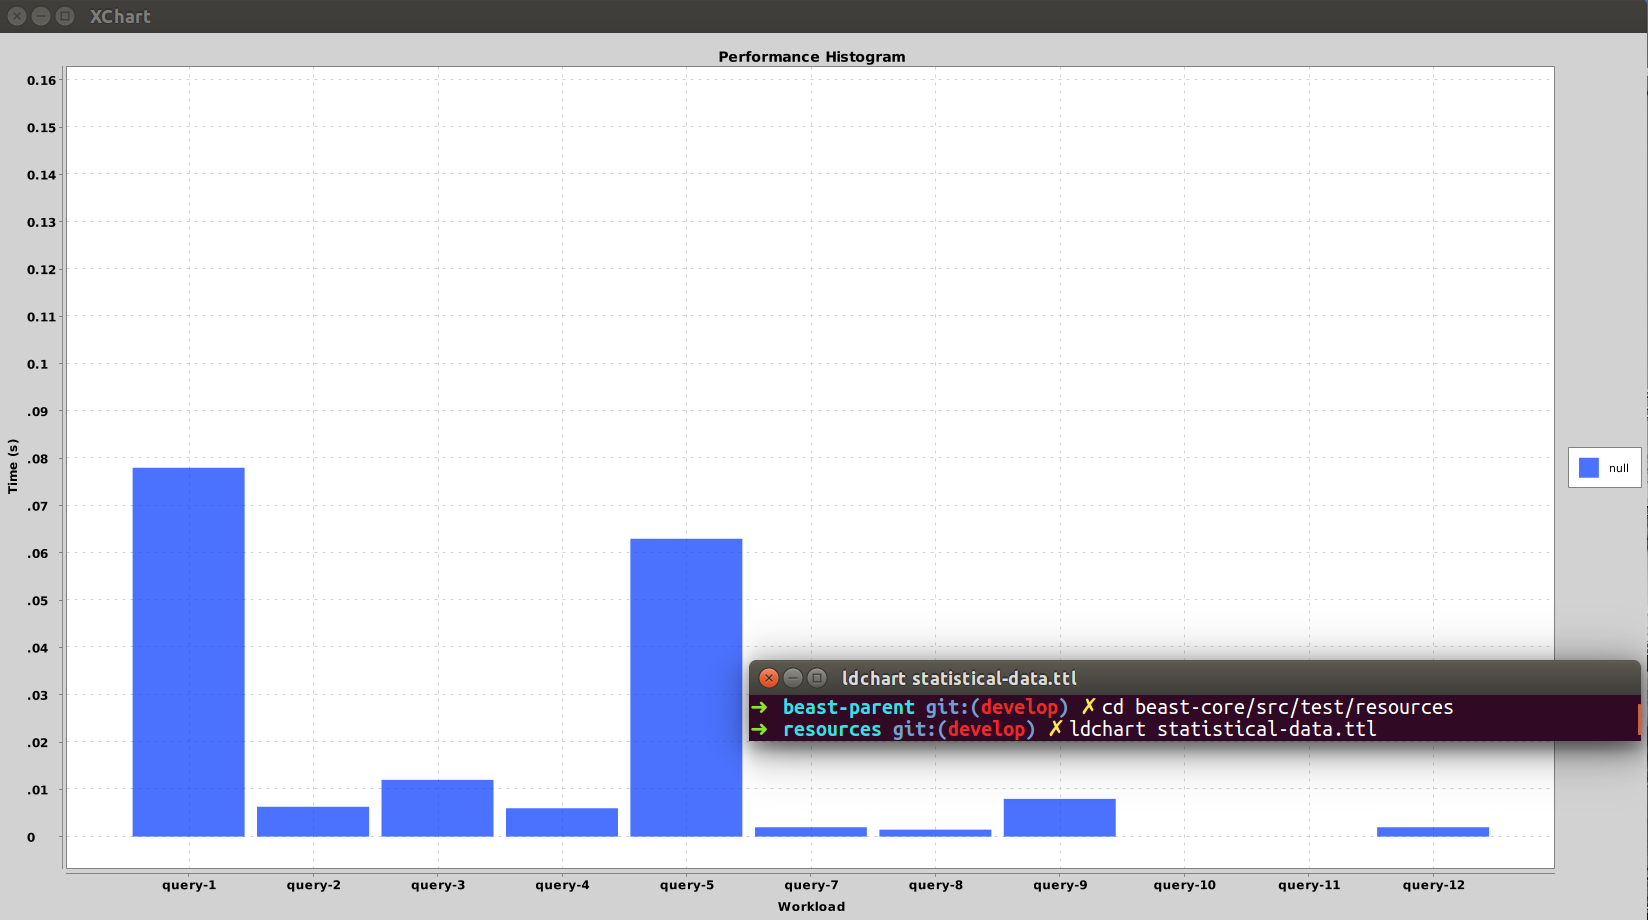 XChart
Performance Histogram
0.16
0.15
0.14
0.13
0.12
0.11
0.1
.09
.08
.07
.06
.05
.04
.03
.02
.01
0
Time (s)
null
ldchart statistical-data.ttl
➜ beast-parent git:(develop) ✗ cd beast-core/src/test/resources
➜ resources git:(develop) ✗ ldchart statistical-data.ttl
query-1 query-2 query-3 query-4 query-5 query-7 query-8 query-9 query-10 query-11 query-12
Workload